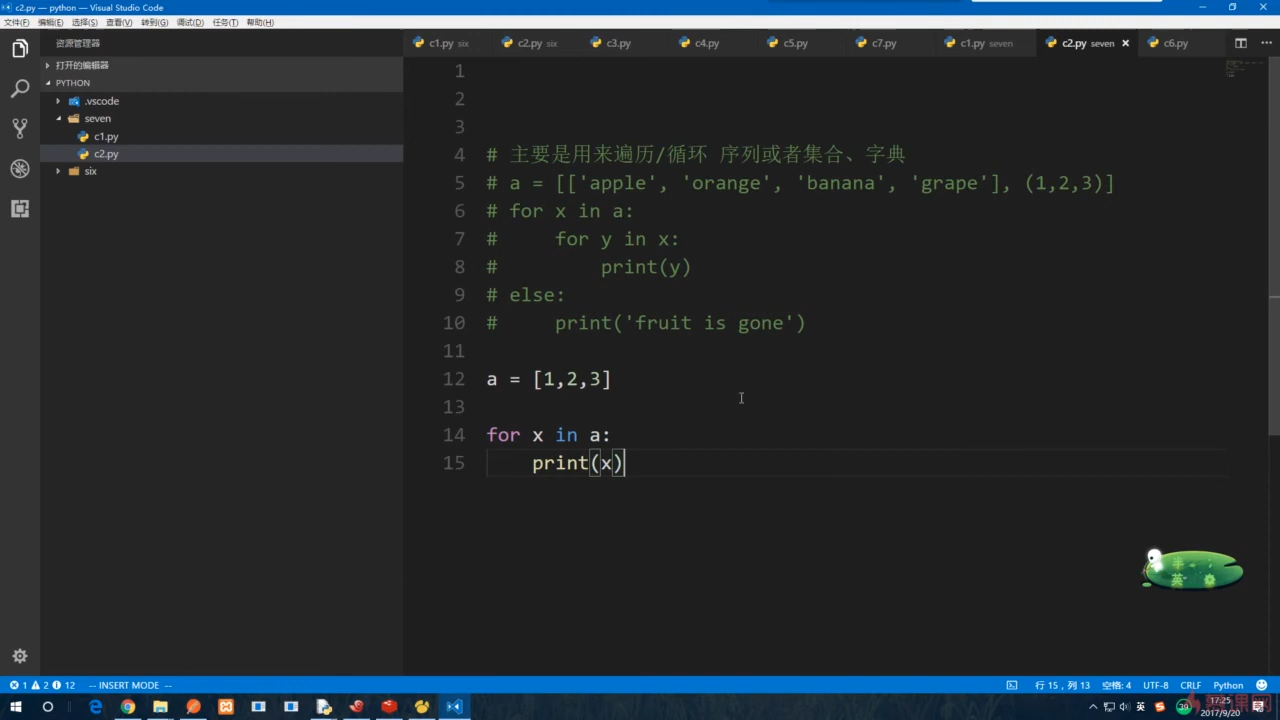 c2.py — python — Visual Studio Code
文件(F) 编辑(E) 选择(S) 查看(V) 转到(G) 调试(D) 任务(T) 帮助(H)
资源管理器
c1.py six c2.py six c3.py c4.py c5.py c7.py c1.py seven c2.py seven c6.py
打开的编辑器
PYTHON
.vscode
seven
c1.py
c2.py
six
1
2
3
4 # 主要是用来遍历/循环 序列或者集合、字典
5 # a = [['apple', 'orange', 'banana', 'grape'], (1,2,3)]
6 # for x in a:
7 #     for y in x:
8 #         print(y)
9 # else:
10 #     print('fruit is gone')
11
12 a = [1,2,3]
13
14 for x in a:
15     print(x)
半
英
1 2 12 -- INSERT MODE -- 行 15，列 13 空格: 4 UTF-8 CRLF Python
英 39 17:25
2017/9/20